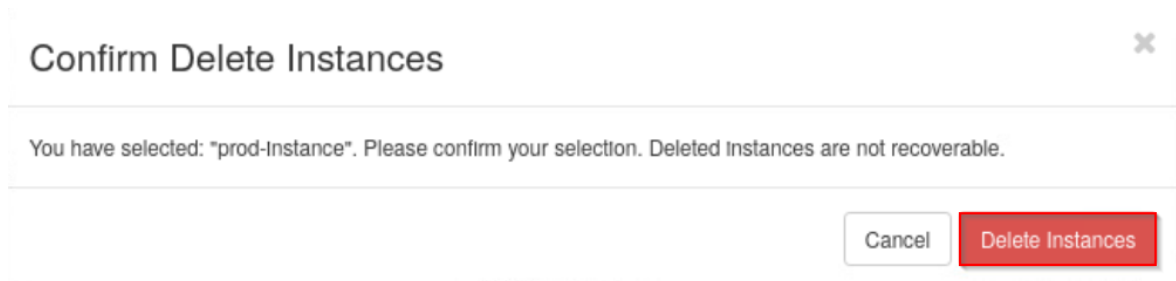 Confirm Delete Instances
×
You have selected: "prod-instance". Please confirm your selection. Deleted instances are not recoverable.
Cancel
Delete Instances